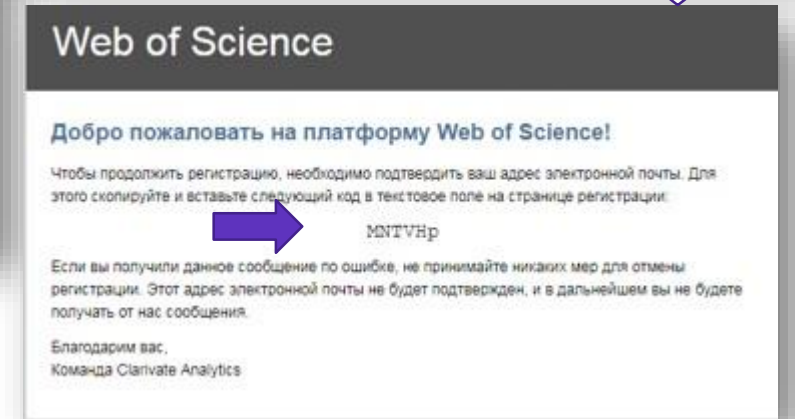 Web of Science
Добро пожаловать на платформу Web of Science!
Чтобы продолжить регистрацию, необходимо подтвердить ваш адрес электронной почты. Для
этого скопируйте и вставьте следующий код в текстовое поле на странице регистрации:
MNTVHp
Если вы получили данное сообщение по ошибке, не принимайте никаких мер для отмены
регистрации. Этот адрес электронной почты не будет подтвержден, и в дальнейшем вы не будете
получать от нас сообщения.
Благодарим вас,
Команда Clarivate Analytics